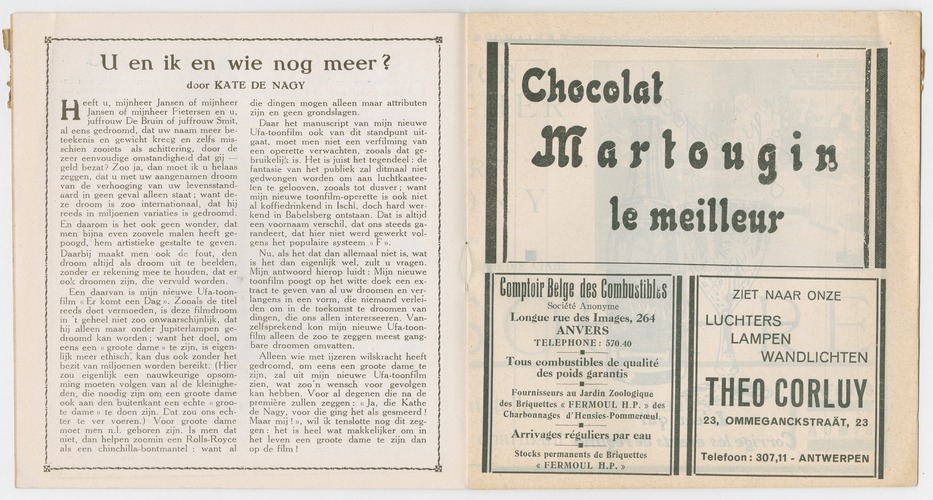 U en ik en wie nog meer?
door KATE DE NAGY
Heeft u, mijnheer Jansen of mijnheer
Jansen of mijnheer Pietersen en u,
juffrouw De Bruin of juffrouw Smit,
al eens gedroomd, dat uw naam meer be-
teekenis en gewicht kreeg en zelfs mis-
schien zooiets als schittering, door de
zeer eenvoudige omstandigheid dat gij —
geld bezat? Zoo ja, dan moet ik u helaas
zeggen, dat u met uw aangenamen droom
van de verhooging van uw levensstand-
aard in geen geval alleen staat; want de-
ze droom is zoo internationaal, dat hij
reeds in miljoenen variaties is gedroomd.
En daarom is het ook geen wonder, dat
men bijna even zoovele malen heeft ge-
poogd, hem artistieke gestalte te geven.
Daarbij maakt men ook de fout, den
droom altijd als droom uit te beelden,
zonder er rekening mee te houden, dat er
ook droomen zijn, die vervuld worden.
Een daarvan is mijn nieuwe Ufa-toon-
film « Er komt een Dag ». Zooals de titel
reeds doet vermoeden, is deze filmdroom
in 't geheel niet zoo onwaarschijnlijk, dat
hij alleen maar onder Jupiterlampen ge-
droomd kan worden; want het doel, om
eens een « groote dame » te zijn, is eigen-
lijk meer ethisch, kan dus ook zonder het
bezit van miljoenen worden bereikt. (Hier
zou eigenlijk een nauwkeurige opsom-
ming moeten volgen van al de kleinighe-
den, die noodig zijn om een groote dame
ook aan den buitenkant een echte « groo-
te dame » te doen zijn. Dat zou ons ech-
ter te ver voeren.) Voor groote dame
moet men n.l. geboren zijn. Is men dat
niet, dan helpen zoomin een Rolls-Royce
als een chinchilla-bontmantel : want al
die dingen mogen alleen maar attributen
zijn en geen grondslagen.
Daar het manuscript van mijn nieuwe
Ufa-toonfilm ook van dit standpunt uit-
gaat, moet men niet een verfilming van
een operette verwachten, zooals dat ge-
bruikelijk is. Het is juist het tegendeel : de
fantasie van het publiek zal ditmaal niet
gedwongen worden om aan luchtkastee-
len te gelooven, zooals tot dusver; want
mijn nieuwe toonfilm-operette is ook niet
al koffiedrinkend in Ischl, doch hard wer-
kend in Babelsberg ontstaan. Dat is altijd
een voornaam verschil, dat ons steeds ga-
randeert, dat hier niet werd gewerkt vol-
gens het populaire systeem « F ».
Nu, als het dat dan allemaal niet is, wat
is het dan eigenlijk wel, zult u vragen.
Mijn antwoord hierop luidt : Mijn nieuwe
toonfilm poogt op het witte doek een ex-
tract te geven van al uw droomen en ver-
langens in een vorm, die niemand verlei-
den om in de toekomst te droomen van
dingen, die ons allen interesseeren. Van-
zelfsprekend kon mijn nieuwe Ufa-toon-
film alleen de zoo te zeggen meest gang-
bare droomen omvatten.
Alleen wie met ijzeren wilskracht heeft
gedroomd, om eens een groote dame te
zijn, zal uit mijn nieuwe Ufa-toonfilm
zien, wat zoo'n wensch voor gevolgen
kan hebben. Voor al degenen die na de
première zullen zeggen : « Ja, die Kathe
de Nagy, voor die ging het als gesmeerd!
Maar mij! », wil ik tenslotte nog dit zeg-
gen : het is heel wat makkelijker om in
het leven een groote dame te zijn dan
op de film!
Chocolat
Martougin
le meilleur
Comptoir Belge des Combustibles
Société Anonyme
Longue rue des Images, 264
ANVERS
TELEPHONE : 570.40
Tous combustibles de qualité
des poids garantis
Fournisseurs au Jardin Zoologique
des Briquettes « FERMOUL H.P. » des
Charbonnages d'Hensies-Pommerœul.
Arrivages réguliers par eau
Stocks permanents de Briquettes
« FERMOUL H.P. »
ZIET NAAR ONZE
LUCHTERS
LAMPEN
WANDLICHTEN
THEO CORLUY
23, OMMEGANCKSTRAAT, 23
Telefoon : 307,11 - ANTWERPEN